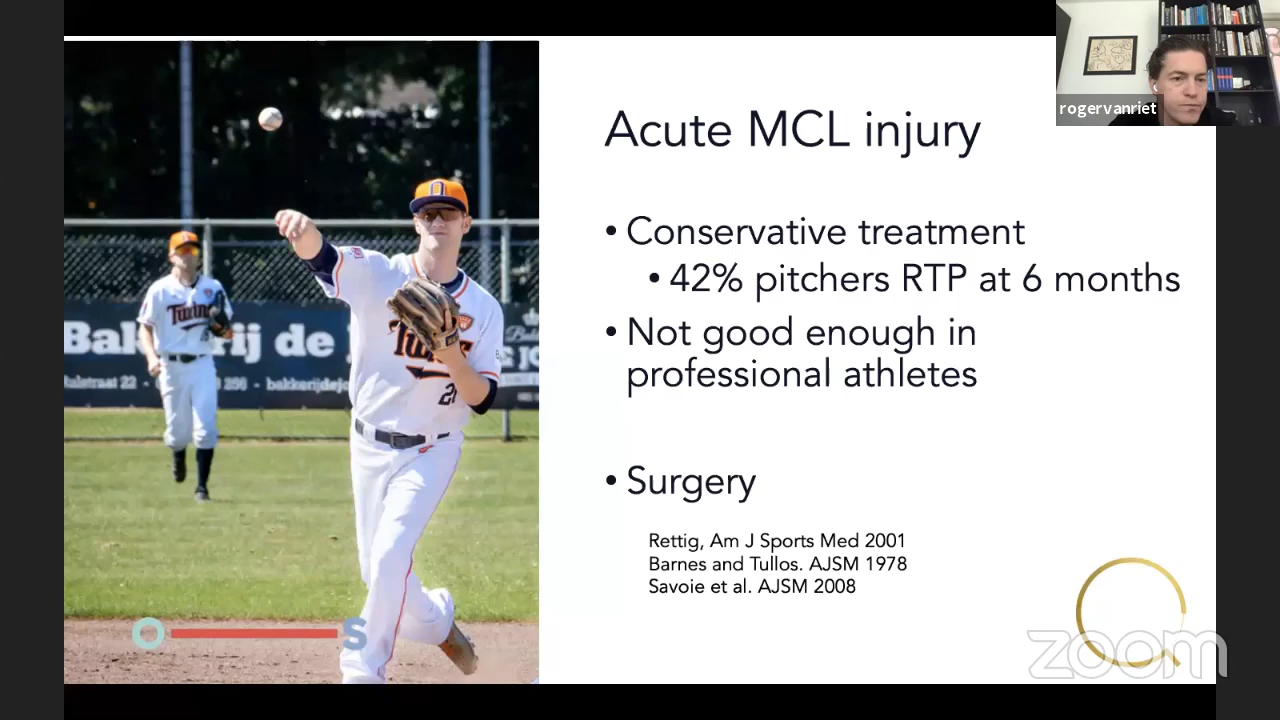 rogervanriet
Acute MCL injury
• Conservative treatment
• 42% pitchers RTP at 6 months
• Not good enough in
professional athletes
• Surgery
Rettig, Am J Sports Med 2001
Barnes and Tullos. AJSM 1978
Savoie et al. AJSM 2008
zoom
O
S
Twins